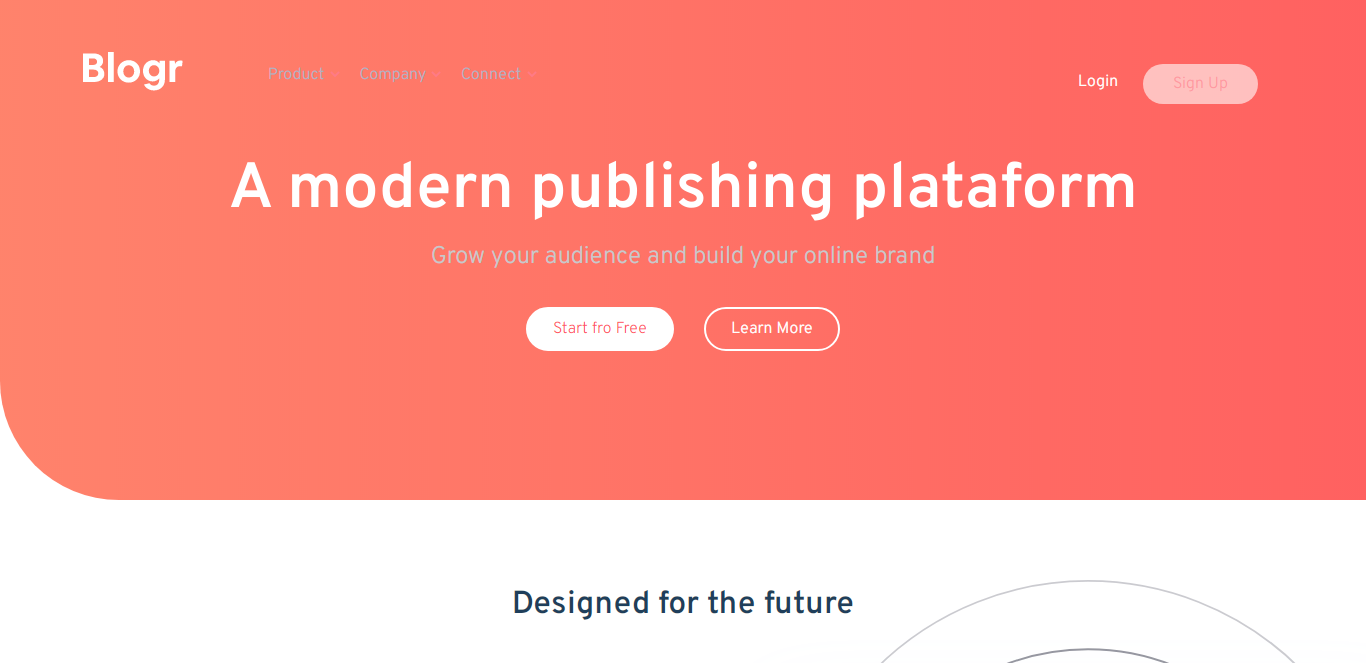 Blogr
Product Company Connect
Login Sign Up
A modern publishing plataform
Grow your audience and build your online brand
Start fro Free Learn More
Designed for the future